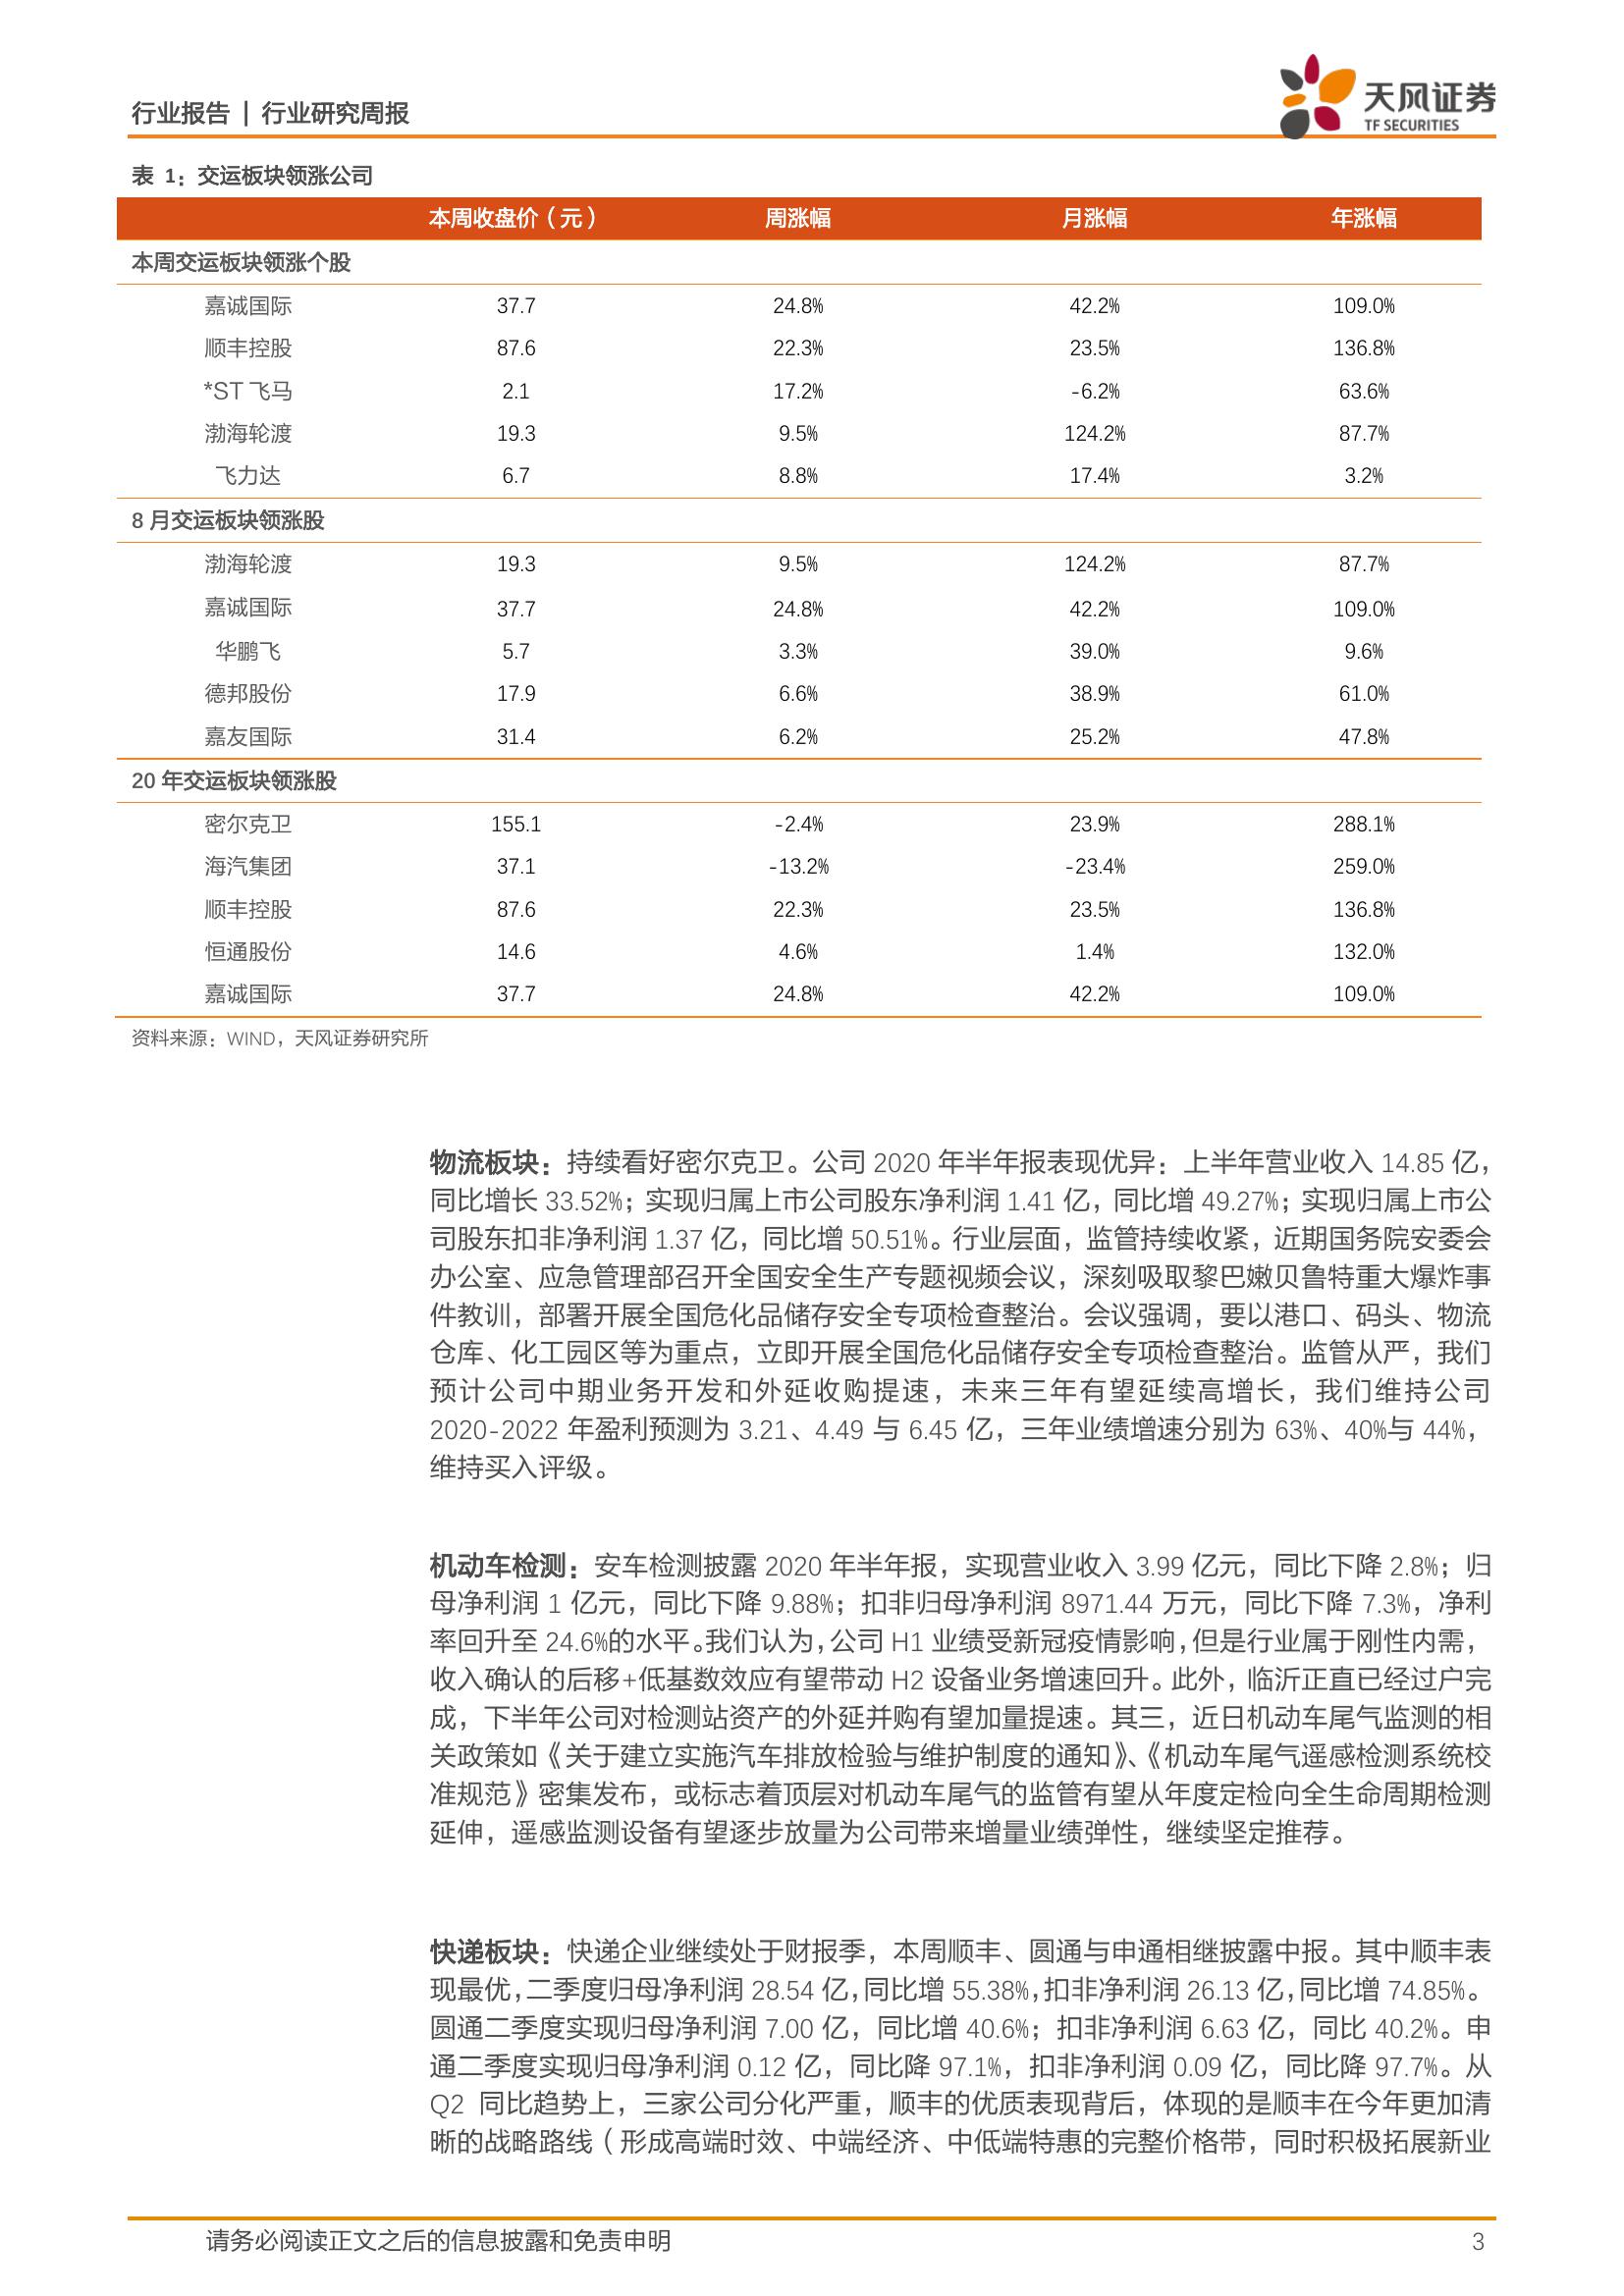 行业报告 | 行业研究周报
天风证券
TF SECURITIES
表 1：交运板块领涨公司
本周收盘价（元） 周涨幅 月涨幅 年涨幅
本周交运板块领涨个股
嘉诚国际 37.7 24.8% 42.2% 109.0%
顺丰控股 87.6 22.3% 23.5% 136.8%
*ST 飞马 2.1 17.2% -6.2% 63.6%
渤海轮渡 19.3 9.5% 124.2% 87.7%
飞力达 6.7 8.8% 17.4% 3.2%
8 月交运板块领涨股
渤海轮渡 19.3 9.5% 124.2% 87.7%
嘉诚国际 37.7 24.8% 42.2% 109.0%
华鹏飞 5.7 3.3% 39.0% 9.6%
德邦股份 17.9 6.6% 38.9% 61.0%
嘉友国际 31.4 6.2% 25.2% 47.8%
20 年交运板块领涨股
密尔克卫 155.1 -2.4% 23.9% 288.1%
海汽集团 37.1 -13.2% -23.4% 259.0%
顺丰控股 87.6 22.3% 23.5% 136.8%
恒通股份 14.6 4.6% 1.4% 132.0%
嘉诚国际 37.7 24.8% 42.2% 109.0%
资料来源：WIND，天风证券研究所
物流板块：持续看好密尔克卫。公司 2020 年半年报表现优异：上半年营业收入 14.85 亿，
同比增长 33.52%；实现归属上市公司股东净利润 1.41 亿，同比增 49.27%；实现归属上市公
司股东扣非净利润 1.37 亿，同比增 50.51%。行业层面，监管持续收紧，近期国务院安委会
办公室、应急管理部召开全国安全生产专题视频会议，深刻吸取黎巴嫩贝鲁特重大爆炸事
件教训，部署开展全国危化品储存安全专项检查整治。会议强调，要以港口、码头、物流
仓库、化工园区等为重点，立即开展全国危化品储存安全专项检查整治。监管从严，我们
预计公司中期业务开发和外延收购提速，未来三年有望延续高增长，我们维持公司
2020-2022 年盈利预测为 3.21、4.49 与 6.45 亿，三年业绩增速分别为 63%、40%与 44%，
维持买入评级。
机动车检测：安车检测披露 2020 年半年报，实现营业收入 3.99 亿元，同比下降 2.8%；归
母净利润 1 亿元，同比下降 9.88%；扣非归母净利润 8971.44 万元，同比下降 7.3%，净利
率回升至 24.6%的水平。我们认为，公司 H1 业绩受新冠疫情影响，但是行业属于刚性内需，
收入确认的后移+低基数效应有望带动 H2 设备业务增速回升。此外，临沂正直已经过户完
成，下半年公司对检测站资产的外延并购有望加量提速。其三，近日机动车尾气监测的相
关政策如《关于建立实施汽车排放检验与维护制度的通知》、《机动车尾气遥感检测系统校
准规范》密集发布，或标志着顶层对机动车尾气的监管有望从年度定检向全生命周期检测
延伸，遥感监测设备有望逐步放量为公司带来增量业绩弹性，继续坚定推荐。
快递板块：快递企业继续处于财报季，本周顺丰、圆通与申通相继披露中报。其中顺丰表
现最优，二季度归母净利润 28.54 亿，同比增 55.38%，扣非净利润 26.13 亿，同比增 74.85%。
圆通二季度实现归母净利润 7.00 亿，同比增 40.6%；扣非净利润 6.63 亿，同比 40.2%。申
通二季度实现归母净利润 0.12 亿，同比降 97.1%，扣非净利润 0.09 亿，同比降 97.7%。从
Q2 同比趋势上，三家公司分化严重，顺丰的优质表现背后，体现的是顺丰在今年更加清
晰的战略路线（形成高端时效、中端经济、中低端特惠的完整价格带，同时积极拓展新业
请务必阅读正文之后的信息披露和免责申明 3